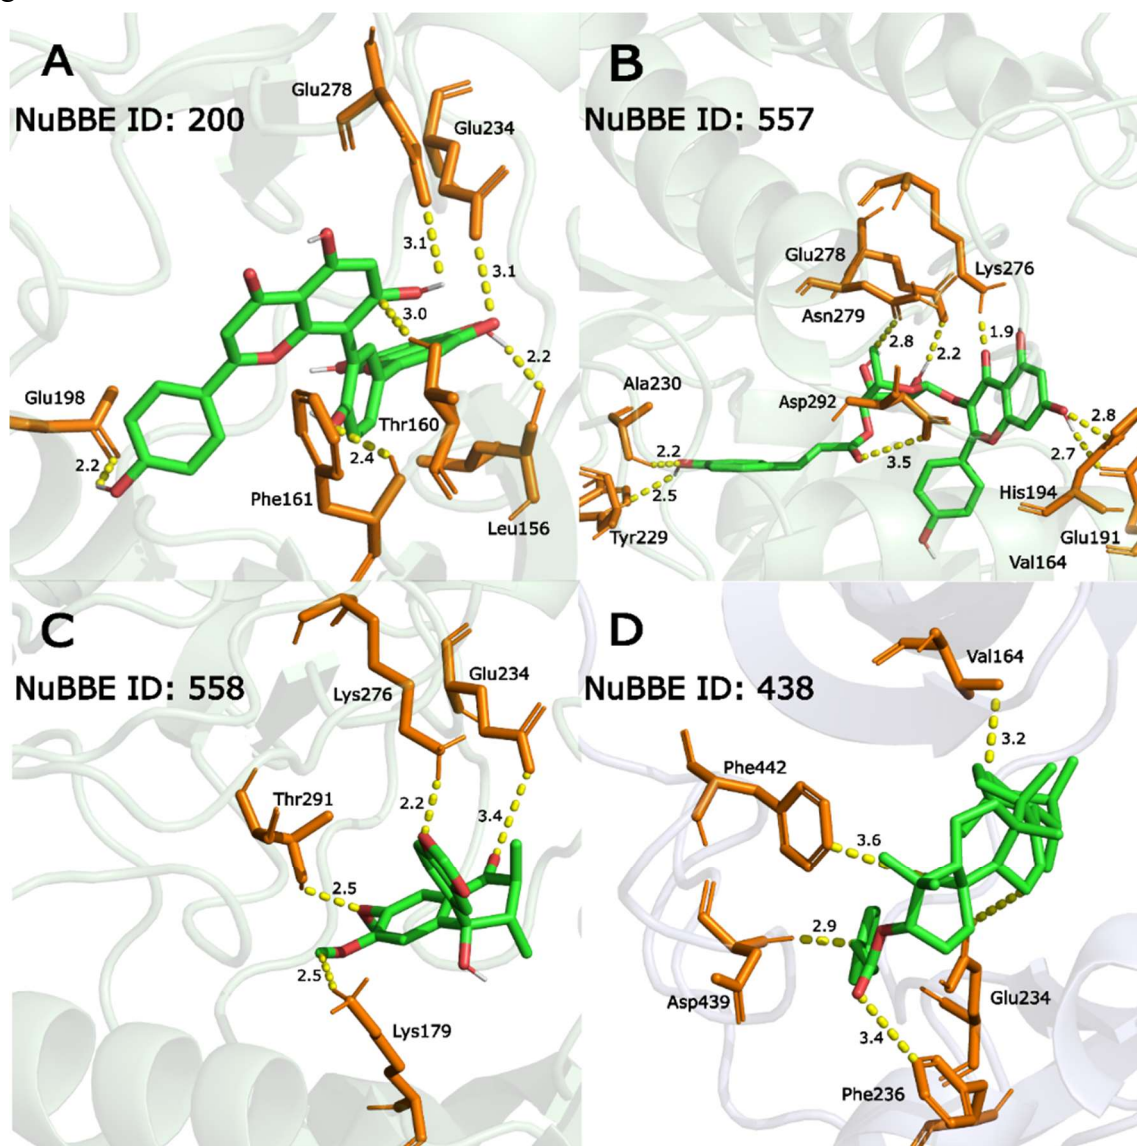 A
NuBBE ID: 200
Glu278
Glu234
3.1
3.1
3.0
2.2
Glu198
2.2
Thr160
2.4
Phe161
Leu156
B
NuBBE ID: 557
Glu278
Lys276
Asn279
2.8
2.2
1.9
Ala230
Asp292
2.8
2.2
2.7
3.5
2.5
His194
Tyr229
Glu191
Val164
C
NuBBE ID: 558
Glu234
Lys276
Thr291
2.2
3.4
2.5
2.5
Lys179
D
Val164
NuBBE ID: 438
3.2
Phe442
3.6
2.9
Asp439
Glu234
3.4
Phe236